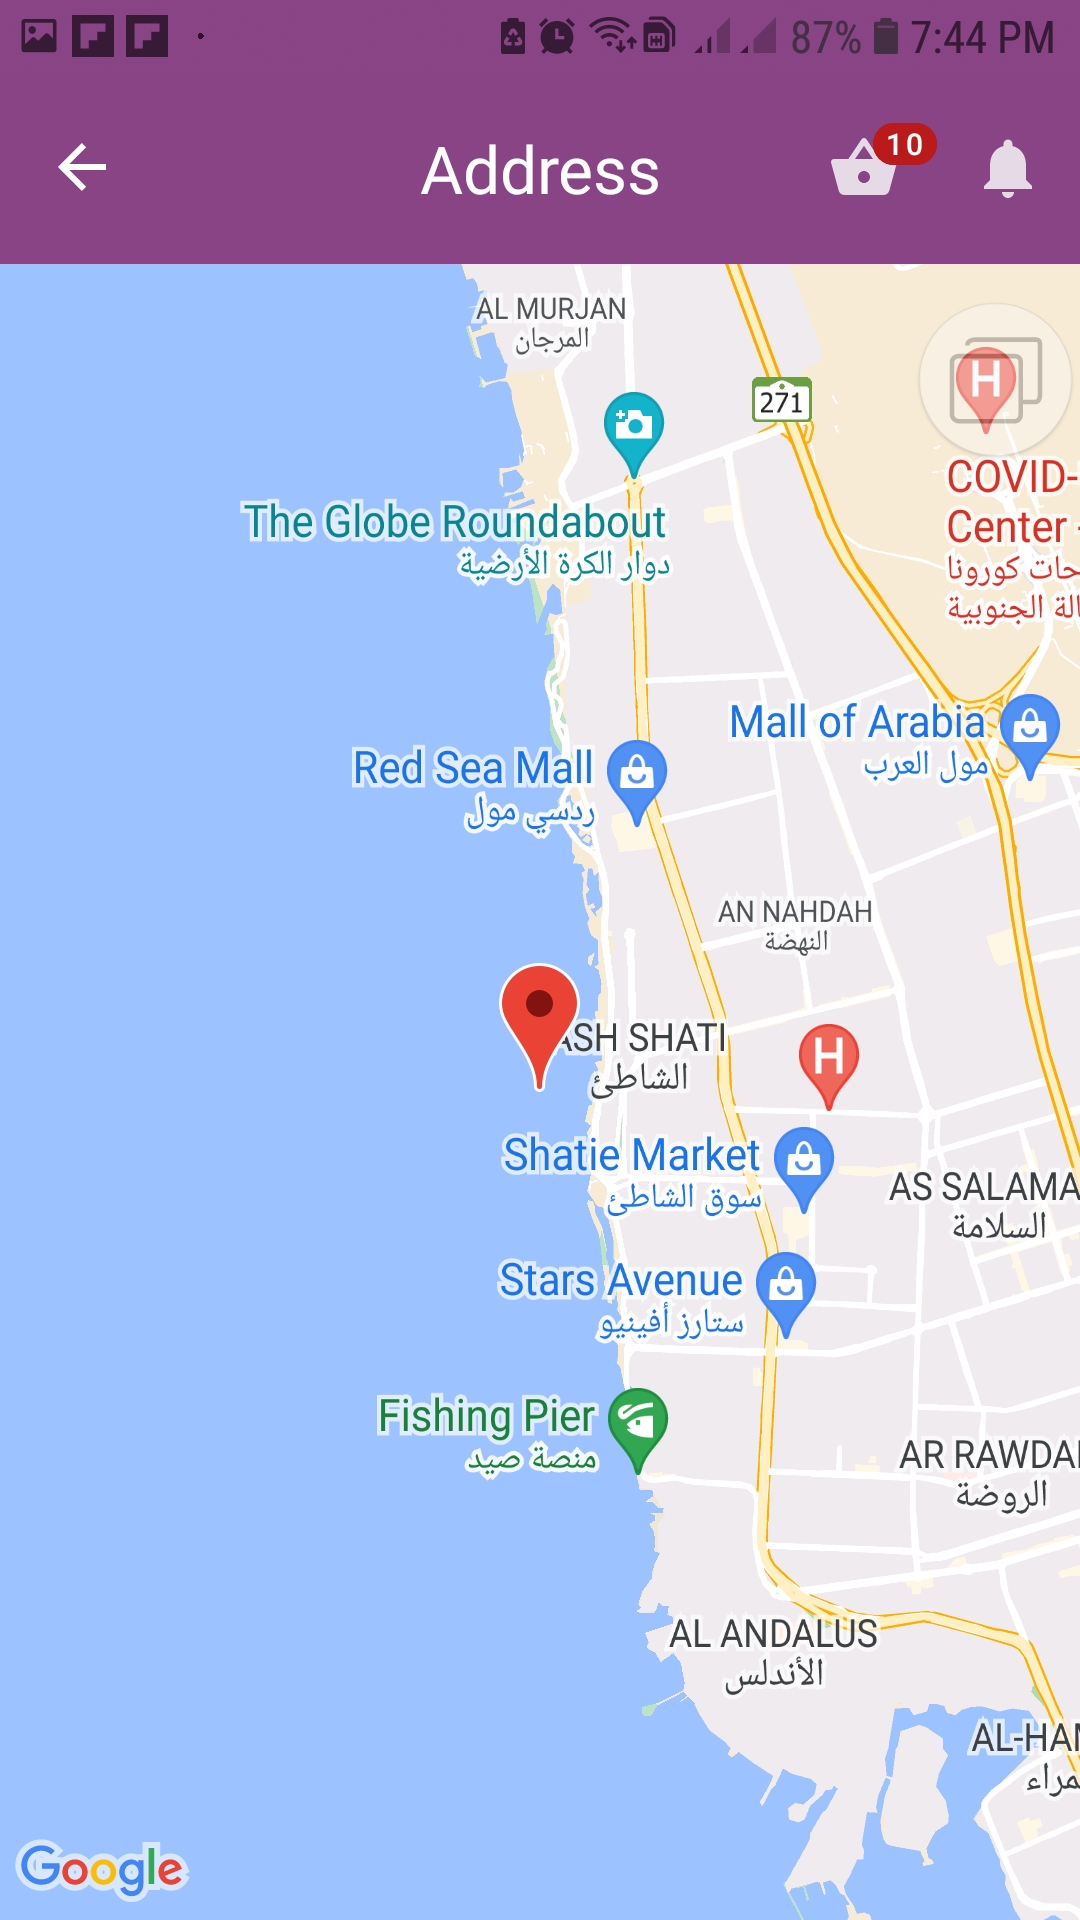 87% 7:44 PM
Address
10
AL MURJAN
المرجان
271
H
COVID-
Center
حات كورونا
الة الجنوبية
The Globe Roundabout
دوار الكرة الأرضية
Mall of Arabia
مول العرب
Red Sea Mall
ردسي مول
AN NAHDAH
النهضة
ASH SHATI
الشاطئ
H
Shatie Market
سوق الشاطئ
AS SALAMA
السلامة
Stars Avenue
ستارز أفينيو
Fishing Pier
منصة صيد
AR RAWDAH
الروضة
AL ANDALUS
الأندلس
AL-HAM
مراء
Google